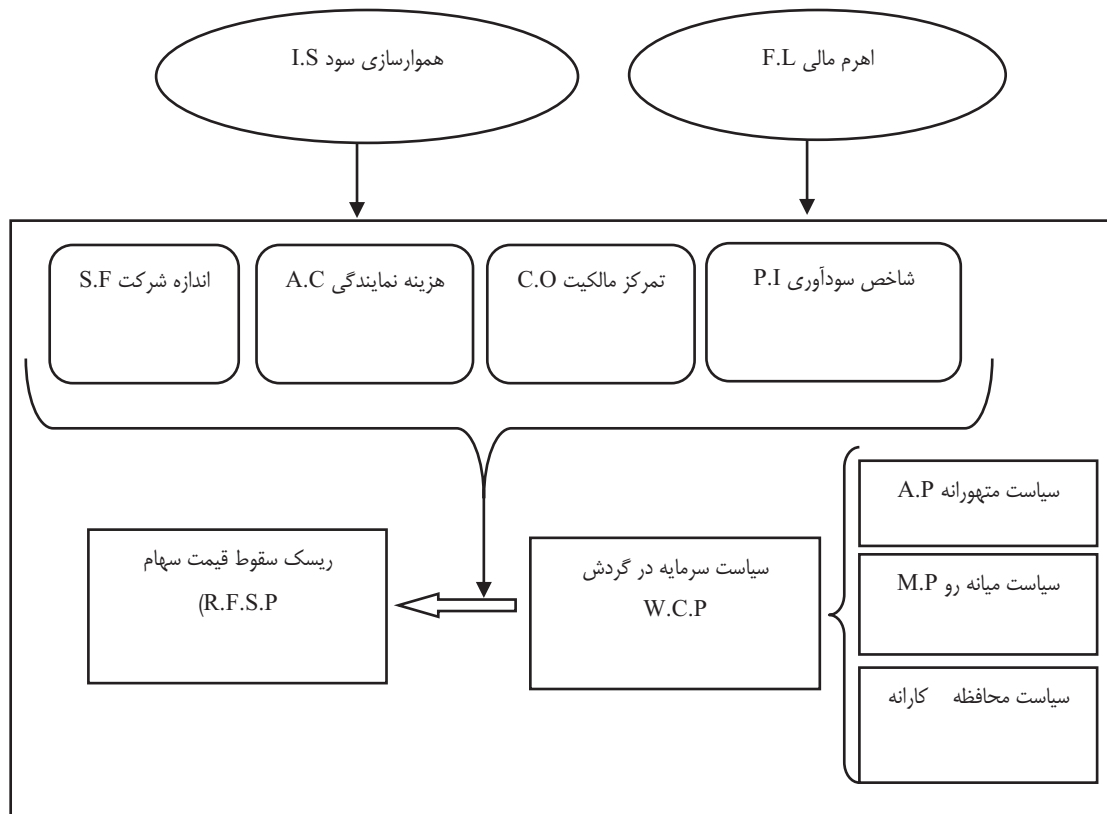 اهرم مالی F.L
هموارسازی سود I.S
شاخص سودآوری P.I
تمرکز مالکیت C.O
هزینه نمایندگی A.C
اندازه شرکت S.F
سیاست متهورانه A.P
سیاست میانه رو M.P
سیاست محافظه کارانه
سیاست سرمایه در گردش
W.C.P
ریسک سقوط قیمت سهام
(R.F.S.P